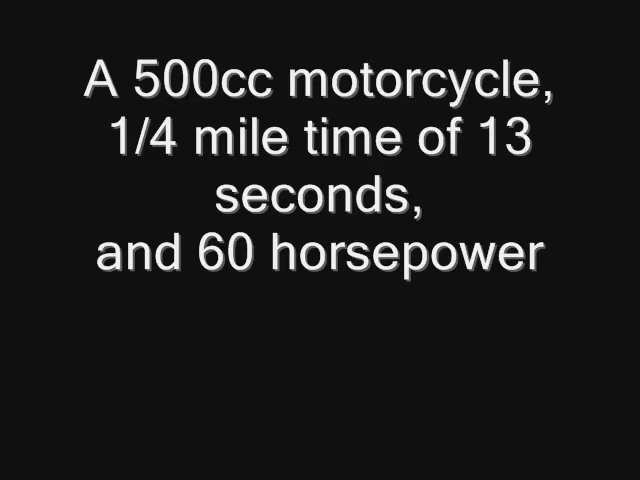 A 500cc motorcycle,
1/4 mile time of 13
seconds,
and 60 horsepower